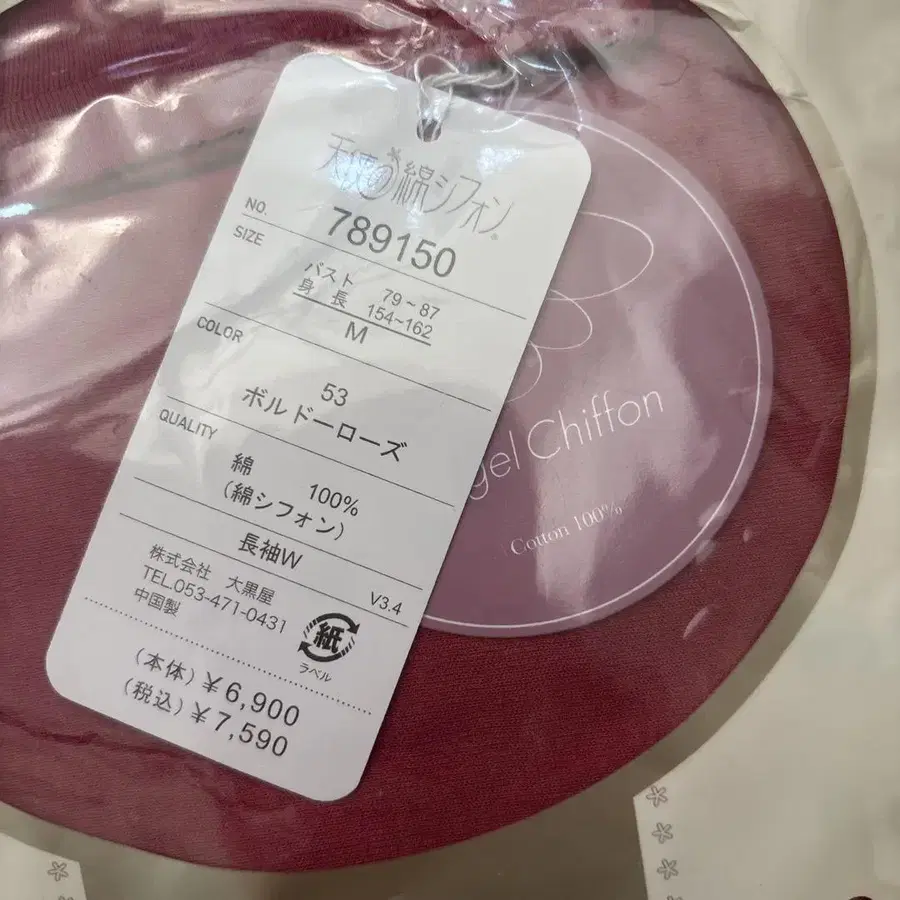 天使の綿シフォン®
NO. 789150
SIZE
バスト 79~87
身長 154~162
M
COLOR
53
ボルドーローズ
QUALITY
綿 100%
(綿シフォン)
長袖W
V3.4
株式会社 大黒屋
TEL.053-471-0431
中国製
紙
ラベル
(本体)¥6,900
(税込)¥7,590
gel Chiffon
Cotton 100%